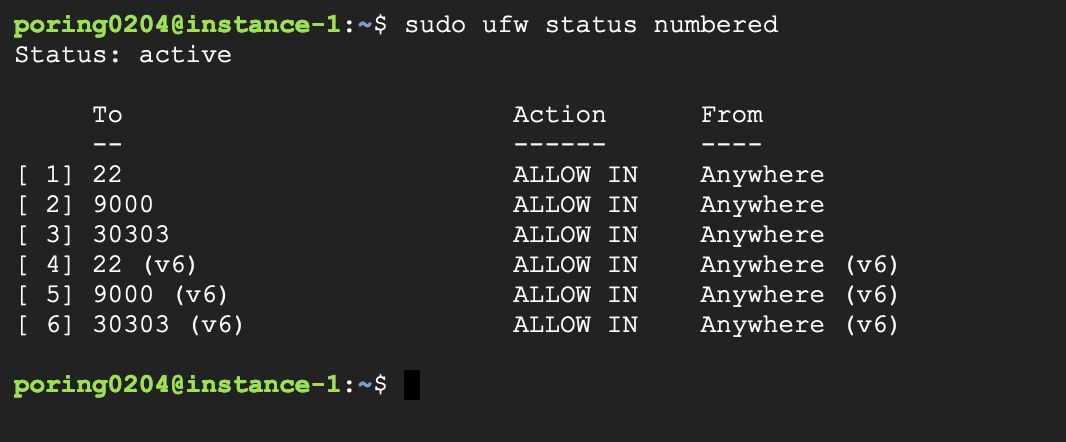 poring0204@instance-1:~$ sudo ufw status numbered
Status: active
     To                         Action      From
     --                         ------      ----
[ 1] 22                         ALLOW IN    Anywhere
[ 2] 9000                       ALLOW IN    Anywhere
[ 3] 30303                      ALLOW IN    Anywhere
[ 4] 22 (v6)                    ALLOW IN    Anywhere (v6)
[ 5] 9000 (v6)                  ALLOW IN    Anywhere (v6)
[ 6] 30303 (v6)                 ALLOW IN    Anywhere (v6)
poring0204@instance-1:~$